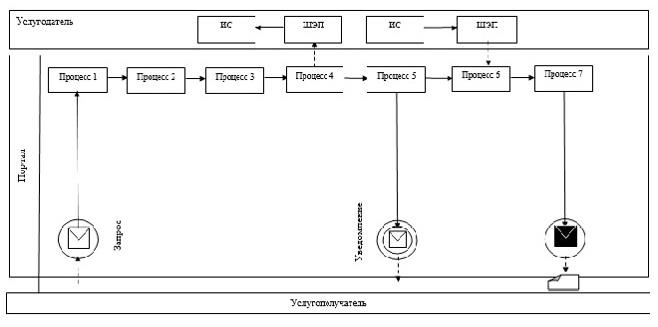 Услугодатель
ИС
ШЭП
ИС
ШЭП
Процесс 1
Процесс 2
Процесс 3
Процесс 4
Процесс 5
Процесс 6
Процесс 7
Портал
Запрос
Уведомление
Услугополучатель